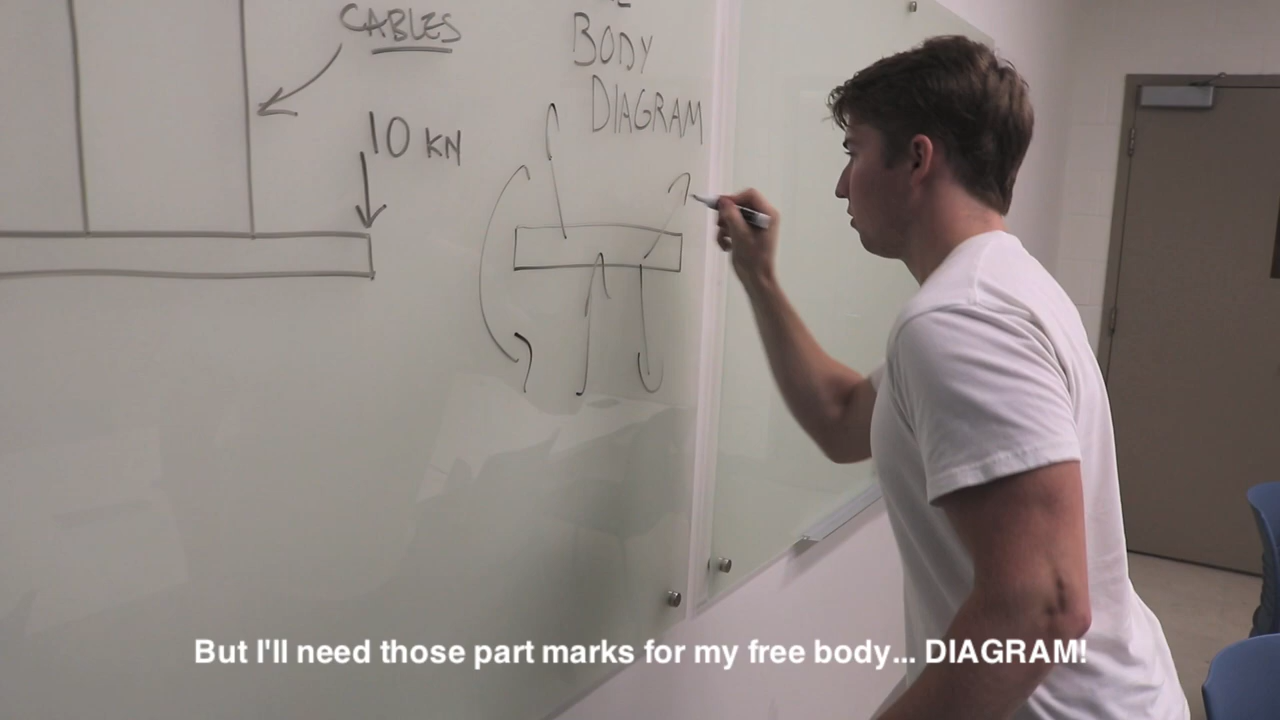 CABLES
10 KN
BODY
DIAGRAM
But I'll need those part marks for my free body... DIAGRAM!